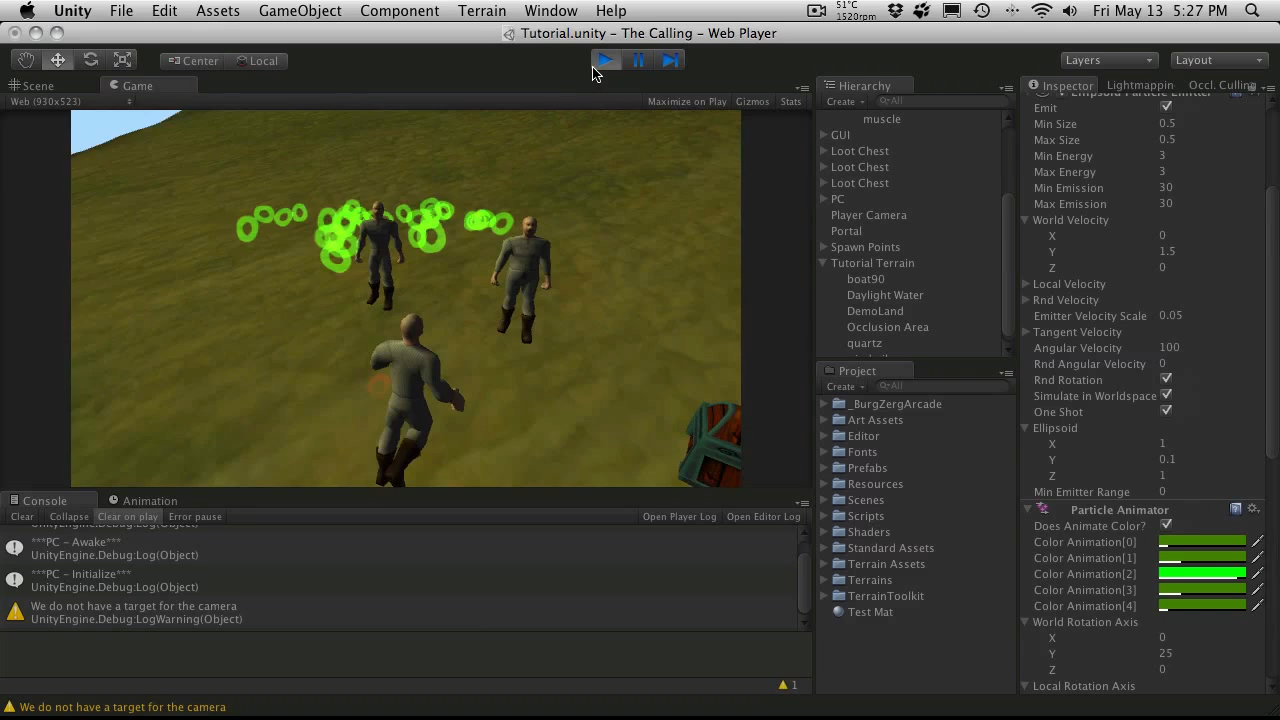 Unity File Edit Assets GameObject Component Terrain Window Help 51°C 1520rpm Fri May 13 5:27 PM
Tutorial.unity – The Calling – Web Player
Center Local Layers Layout
Scene Game
Web (930x523) Maximize on Play Gizmos Stats
Hierarchy
Create All
muscle
GUI
Loot Chest
Loot Chest
Loot Chest
PC
Player Camera
Portal
Spawn Points
Tutorial Terrain
boat90
Daylight Water
DemoLand
Occlusion Area
quartz
Project
Create All
_BurgZergArcade
Art Assets
Editor
Fonts
Prefabs
Resources
Scenes
Scripts
Shaders
Standard Assets
Terrain Assets
Terrains
TerrainToolkit
Test Mat
Inspector Lightmappin Occl. Culling
Ellipsoid Particle Emitter
Emit
Min Size 0.5
Max Size 0.5
Min Energy 3
Max Energy 3
Min Emission 30
Max Emission 30
World Velocity
X 0
Y 1.5
Z 0
Local Velocity
Rnd Velocity
Emitter Velocity Scale 0.05
Tangent Velocity
Angular Velocity 100
Rnd Angular Velocity 0
Rnd Rotation
Simulate in Worldspace
One Shot
Ellipsoid
X 1
Y 0.1
Z 1
Min Emitter Range 0
Particle Animator
Does Animate Color?
Color Animation[0]
Color Animation[1]
Color Animation[2]
Color Animation[3]
Color Animation[4]
World Rotation Axis
X 0
Y 25
Z 0
Local Rotation Axis
Console Animation
Clear Collapse Clear on play Error pause Open Player Log Open Editor Log
UnityEngine.Debug:Log(Object)
***PC – Awake***
UnityEngine.Debug:Log(Object)
***PC – Initialize***
UnityEngine.Debug:Log(Object)
We do not have a target for the camera
UnityEngine.Debug:LogWarning(Object)
1
We do not have a target for the camera